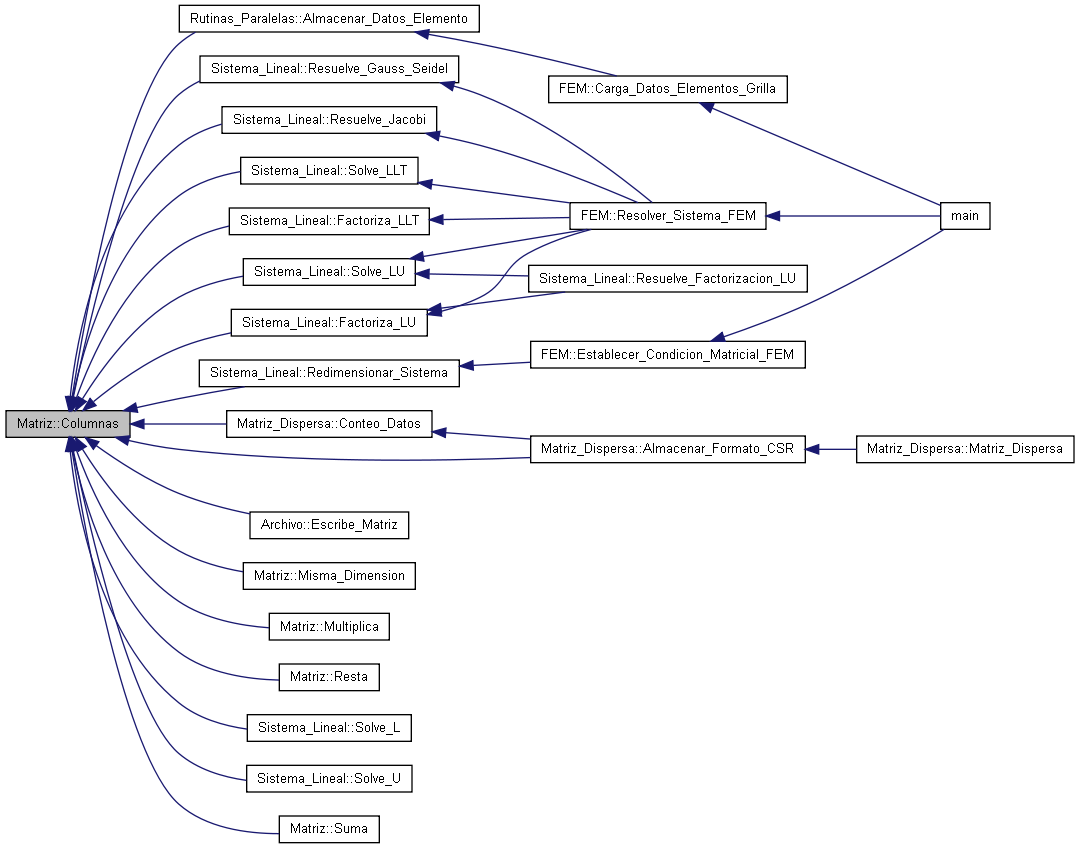 Rutinas_Paralelas::Almacenar_Datos_Elemento
Sistema_Lineal::Resuelve_Gauss_Seidel
FEM::Carga_Datos_Elementos_Grilla
Sistema_Lineal::Resuelve_Jacobi
Sistema_Lineal::Solve_LLT
Sistema_Lineal::Factoriza_LLT
FEM::Resolver_Sistema_FEM
main
Sistema_Lineal::Solve_LU
Sistema_Lineal::Resuelve_Factorizacion_LU
Sistema_Lineal::Factoriza_LU
FEM::Establecer_Condicion_Matricial_FEM
Sistema_Lineal::Redimensionar_Sistema
Matriz::Columnas
Matriz_Dispersa::Conteo_Datos
Matriz_Dispersa::Almacenar_Formato_CSR
Matriz_Dispersa::Matriz_Dispersa
Archivo::Escribe_Matriz
Matriz::Misma_Dimension
Matriz::Multiplica
Matriz::Resta
Sistema_Lineal::Solve_L
Sistema_Lineal::Solve_U
Matriz::Suma